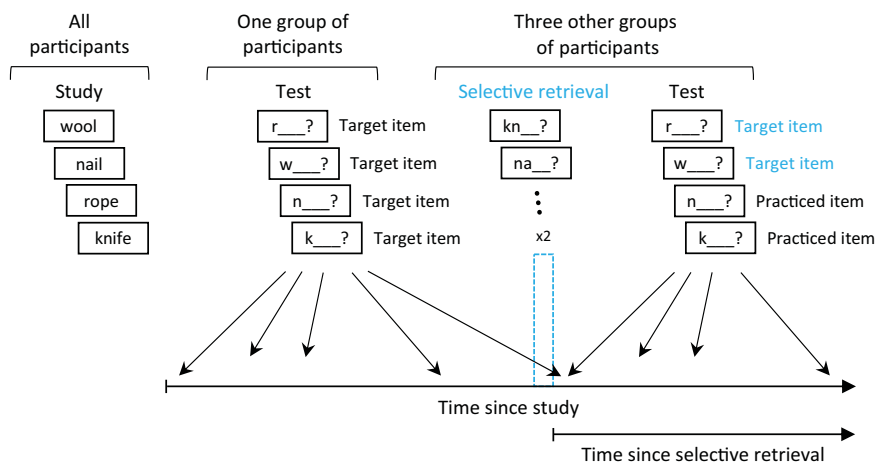 All
participants
One group of
participants
Three other groups
of participants
Study
Test
Selective retrieval
Test
wool
nail
rope
knife
r___? Target item
w___? Target item
n___? Target item
k___? Target item
kn__?
na__?
x2
r___? Target item
w___? Target item
n___? Practiced item
k___? Practiced item
Time since study
Time since selective retrieval